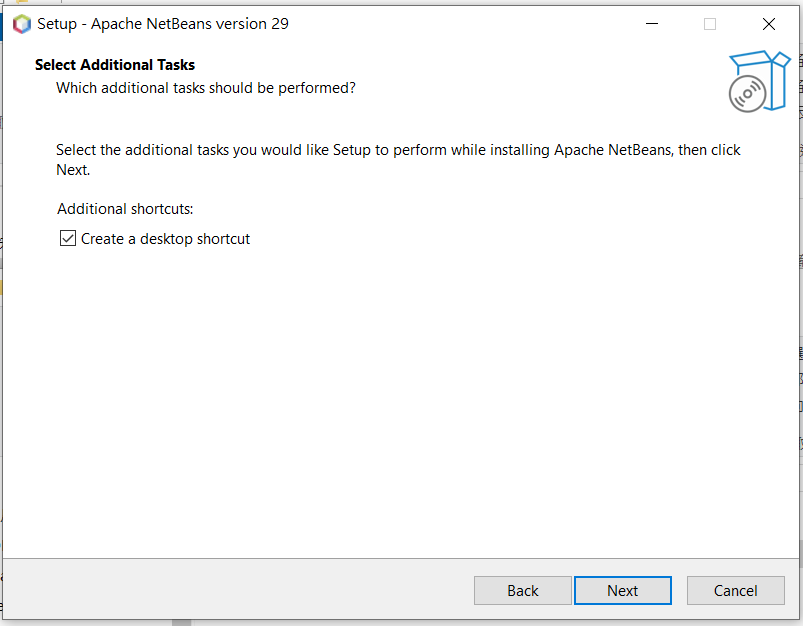 Setup - Apache NetBeans version 29
Select Additional Tasks
Which additional tasks should be performed?
Select the additional tasks you would like Setup to perform while installing Apache NetBeans, then click
Next.
Additional shortcuts:
Create a desktop shortcut
Back
Next
Cancel